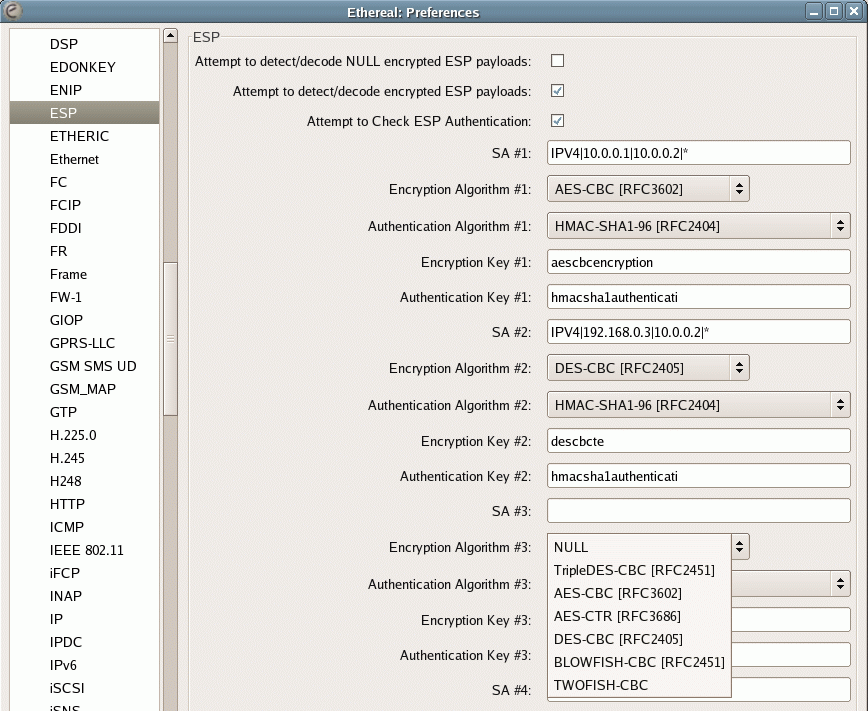 Ethereal: Preferences
DSP
EDONKEY
ENIP
ESP
ETHERIC
Ethernet
FC
FCIP
FDDI
FR
Frame
FW-1
GIOP
GPRS-LLC
GSM SMS UD
GSM_MAP
GTP
H.225.0
H.245
H248
HTTP
ICMP
IEEE 802.11
iFCP
INAP
IP
IPDC
IPv6
iSCSI
iSNS
ESP
Attempt to detect/decode NULL encrypted ESP payloads:
Attempt to detect/decode encrypted ESP payloads:
Attempt to Check ESP Authentication:
SA #1: IPV4|10.0.0.1|10.0.0.2|*
Encryption Algorithm #1: AES-CBC [RFC3602]
Authentication Algorithm #1: HMAC-SHA1-96 [RFC2404]
Encryption Key #1: aescbcencryption
Authentication Key #1: hmacsha1authenticati
SA #2: IPV4|192.168.0.3|10.0.0.2|*
Encryption Algorithm #2: DES-CBC [RFC2405]
Authentication Algorithm #2: HMAC-SHA1-96 [RFC2404]
Encryption Key #2: descbcte
Authentication Key #2: hmacsha1authenticati
SA #3:
Encryption Algorithm #3:
Authentication Algorithm #3:
Encryption Key #3:
Authentication Key #3:
SA #4:
NULL
TripleDES-CBC [RFC2451]
AES-CBC [RFC3602]
AES-CTR [RFC3686]
DES-CBC [RFC2405]
BLOWFISH-CBC [RFC2451]
TWOFISH-CBC